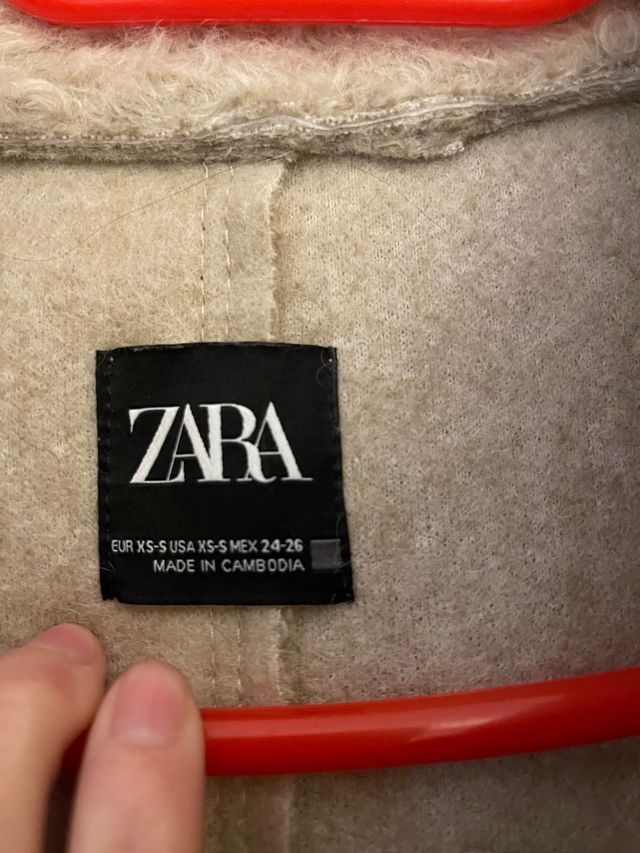 ZARA
EUR XS-S USA XS-S MEX 24-26
MADE IN CAMBODIA